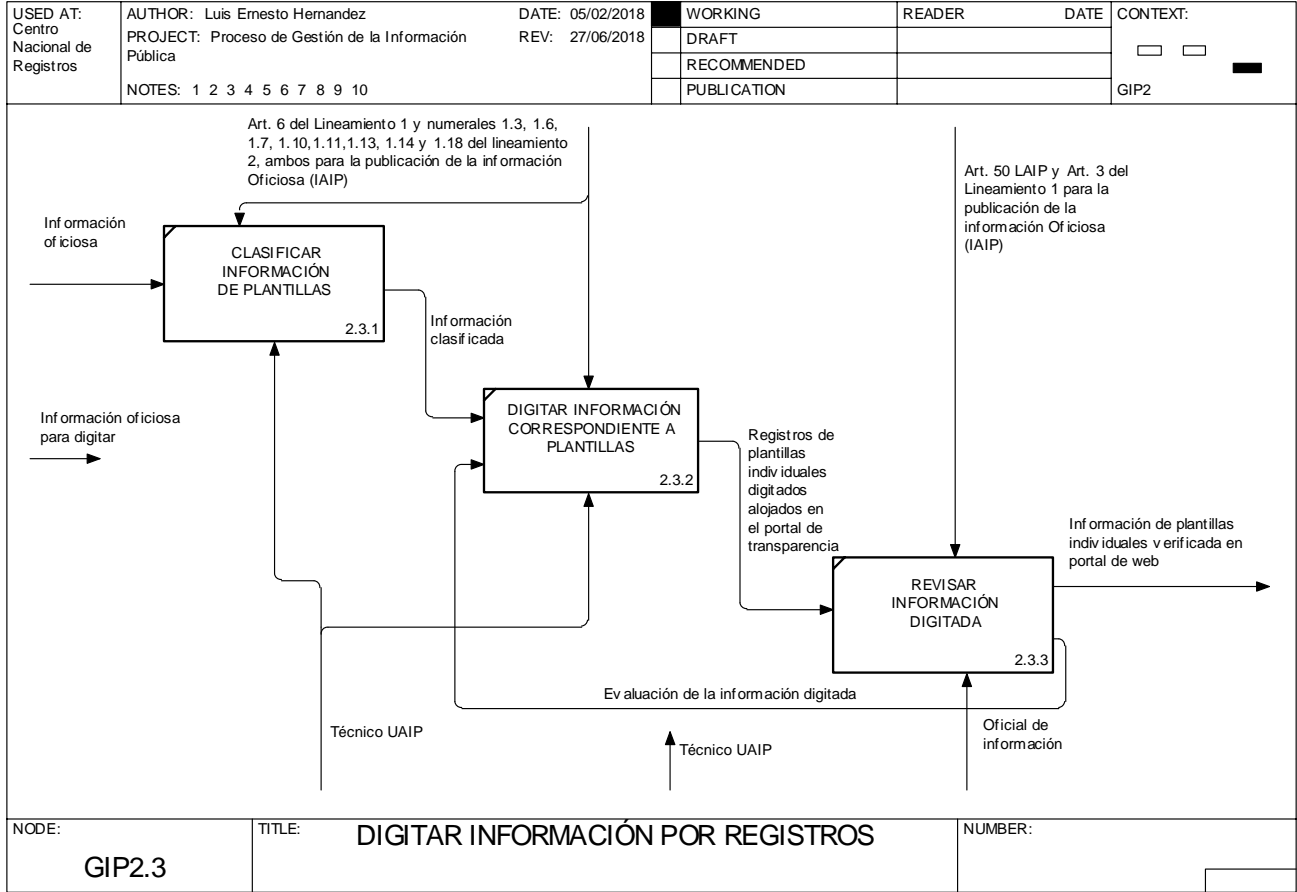 USED AT:
Centro
Nacional de
Registros
AUTHOR: Luis Ernesto Hernandez
DATE: 05/02/2018
PROJECT: Proceso de Gestión de la Información
Pública
REV: 27/06/2018
NOTES: 1 2 3 4 5 6 7 8 9 10
WORKING
DRAFT
RECOMMENDED
PUBLICATION
READER
DATE
CONTEXT:
GIP2
Art. 6 del Lineamiento 1 y numerales 1.3, 1.6,
1.7, 1.10,1.11,1.13, 1.14 y 1.18 del lineamiento
2, ambos para la publicación de la información
Oficiosa (IAIP)
Art. 50 LAIP y Art. 3 del
Lineamiento 1 para la
publicación de la
información Oficiosa
(IAIP)
Información
oficiosa
CLASIFICAR
INFORMACIÓN
DE PLANTILLAS
2.3.1
Información
clasificada
Información oficiosa
para digitar
DIGITAR INFORMACIÓN
CORRESPONDIENTE A
PLANTILLAS
2.3.2
Registros de
plantillas
individuales
digitados
alojados en
el portal de
transparencia
Información de plantillas
individuales verificada en
portal de web
REVISAR
INFORMACIÓN
DIGITADA
2.3.3
Evaluación de la información digitada
Técnico UAIP
Técnico UAIP
Oficial de
información
NODE:
GIP2.3
TITLE:
DIGITAR INFORMACIÓN POR REGISTROS
NUMBER: